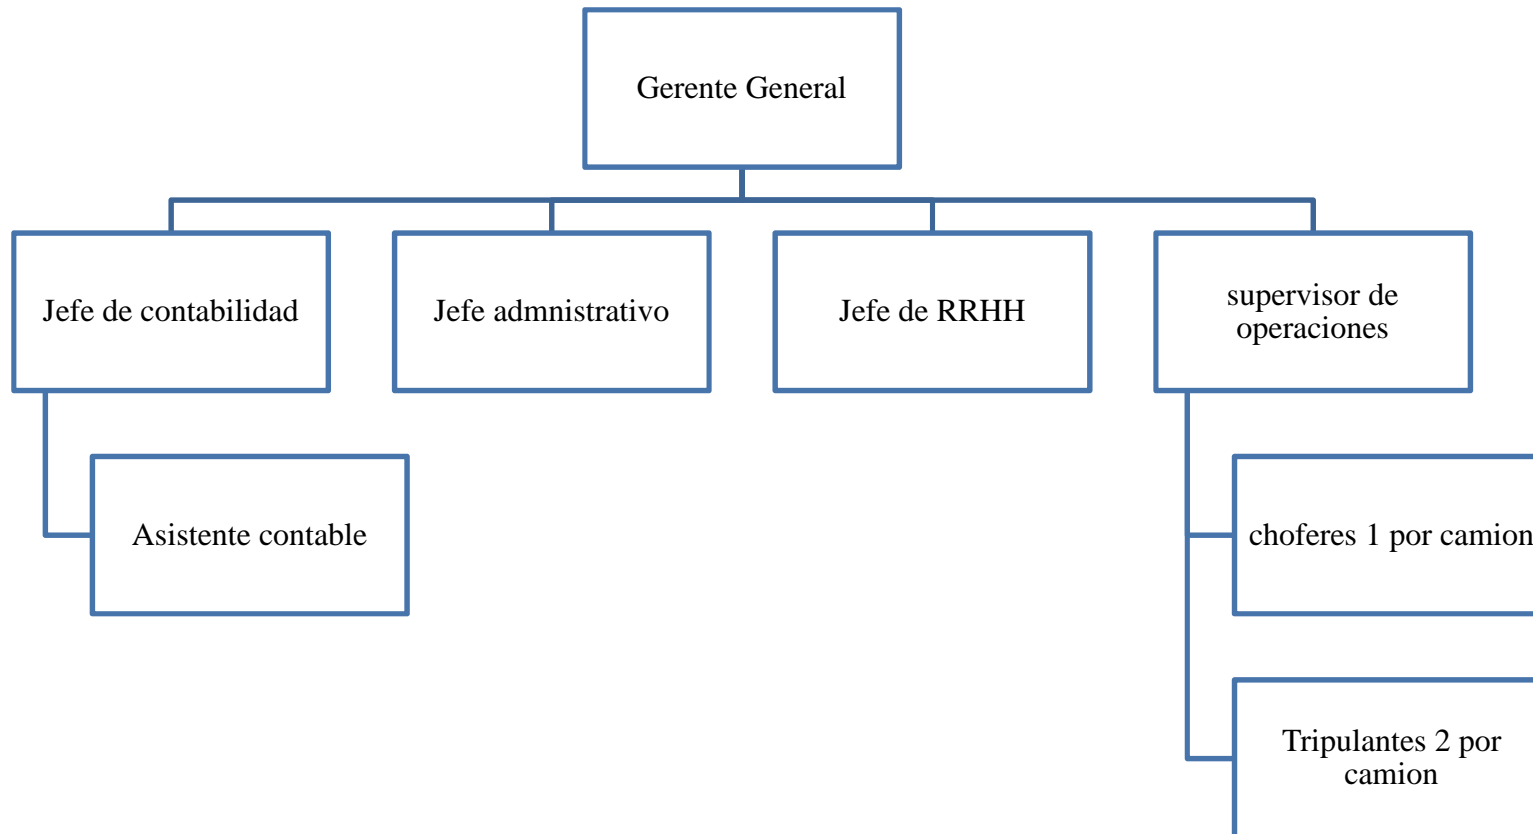 Gerente General
Jefe de contabilidad
Jefe admnistrativo
Jefe de RRHH
supervisor de
operaciones
Asistente contable
choferes 1 por camion
Tripulantes 2 por
camion